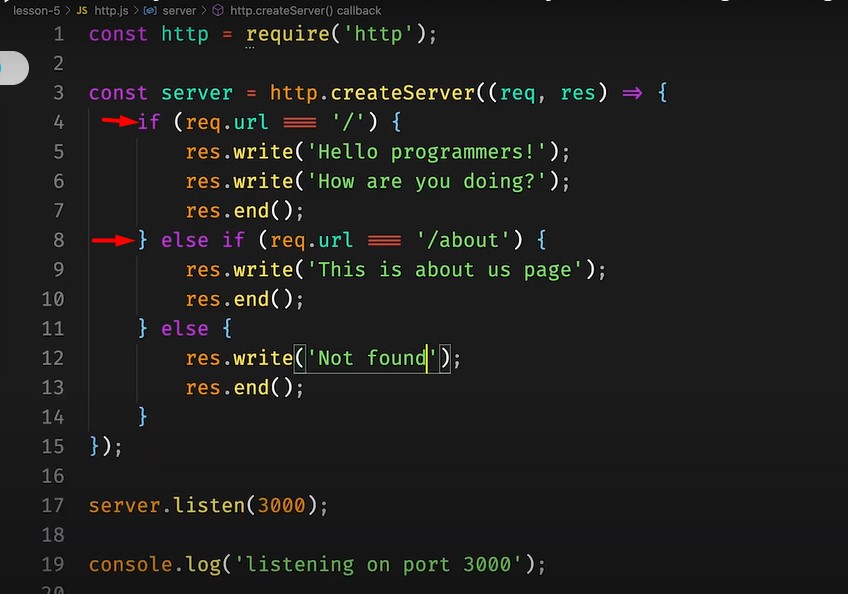 lesson-5 > JS http.js > server > http.createServer() callback
1 const http = require('http');
2
3 const server = http.createServer((req, res) => {
4 if (req.url === '/') {
5 res.write('Hello programmers!');
6 res.write('How are you doing?');
7 res.end();
8 } else if (req.url === '/about') {
9 res.write('This is about us page');
10 res.end();
11 } else {
12 res.write('Not found');
13 res.end();
14 }
15 });
16
17 server.listen(3000);
18
19 console.log('listening on port 3000');
20